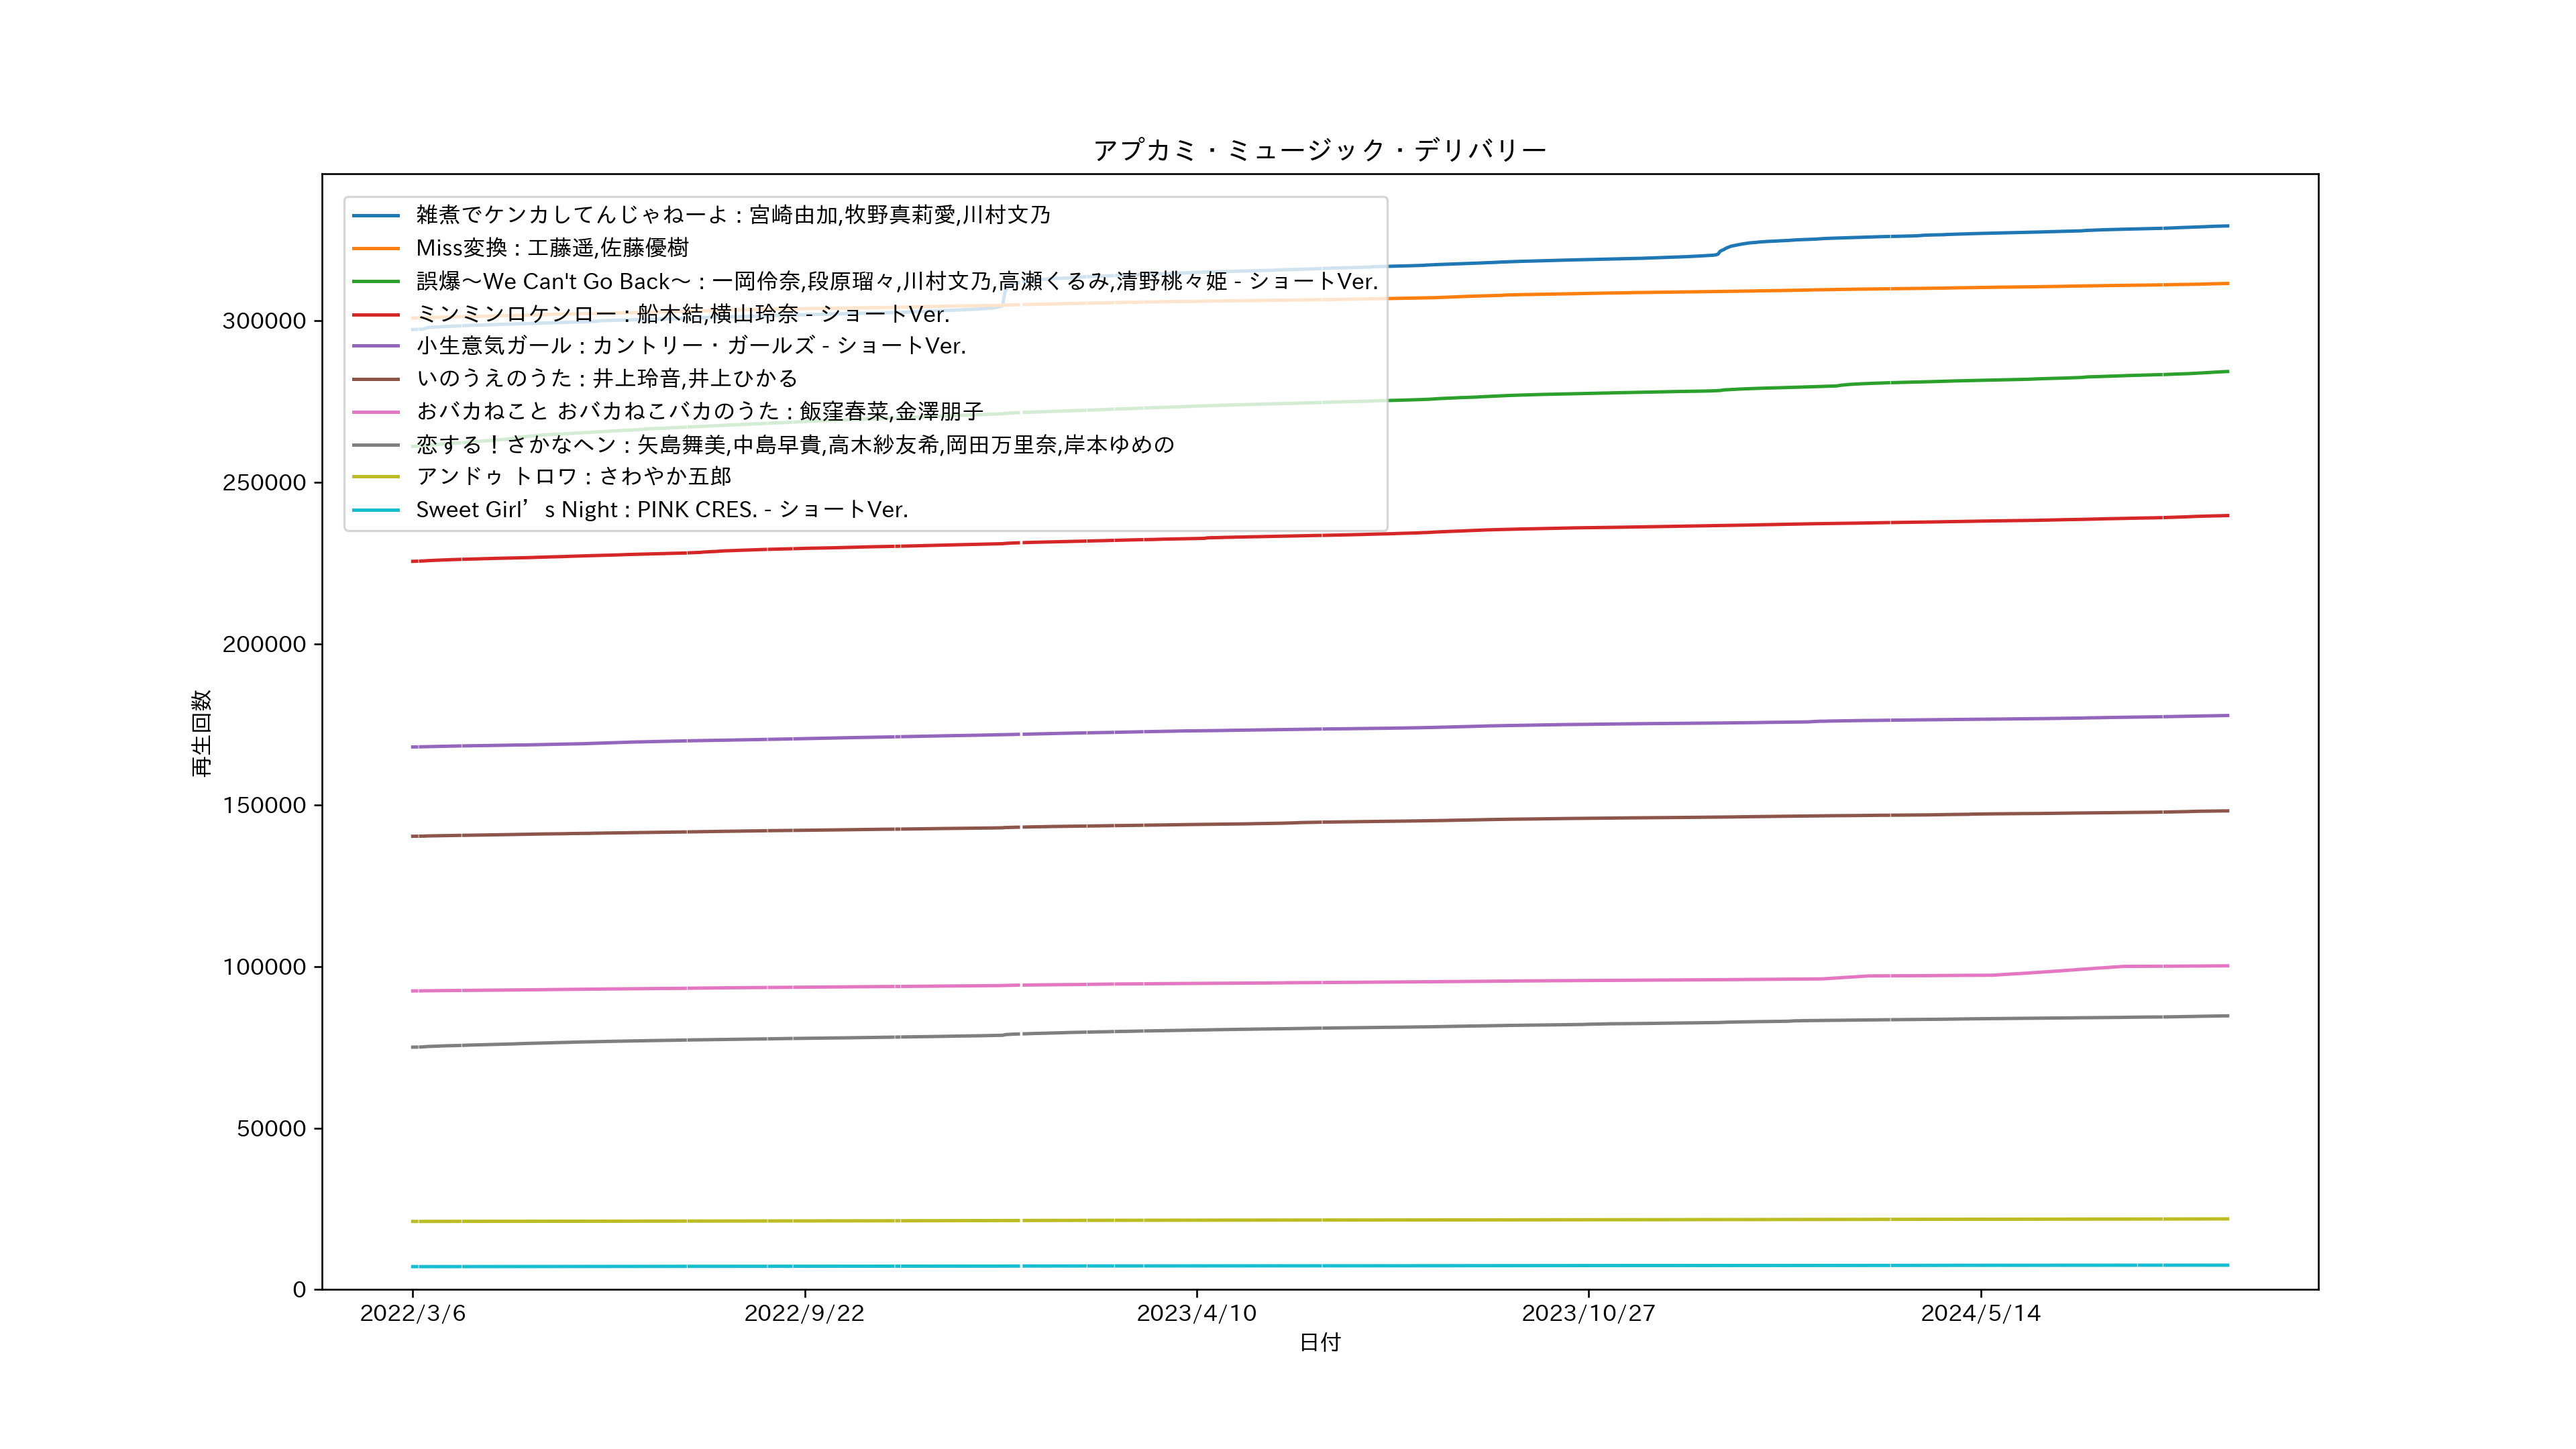 アプカミ・ミュージック・デリバリー
雑煮でケンカしてんじゃねーよ : 宮崎由加,牧野真莉愛,川村文乃
Miss変換 : 工藤遥,佐藤優樹
誤爆〜We Can't Go Back〜 : 一岡伶奈,段原瑠々,川村文乃,高瀬くるみ,清野桃々姫 - ショートVer.
ミンミンロケンロー : 船木結,横山玲奈 - ショートVer.
小生意気ガール : カントリー・ガールズ - ショートVer.
いのうえのうた : 井上玲音,井上ひかる
おバカねこと おバカねこバカのうた : 飯窪春菜,金澤朋子
恋する！さかなヘン : 矢島舞美,中島早貴,高木紗友希,岡田万里奈,岸本ゆめの
アンドゥ トロワ : さわやか五郎
Sweet Girl’s Night : PINK CRES. - ショートVer.
300000
250000
200000
150000
100000
50000
0
再生回数
2022/3/6 2022/9/22 2023/4/10 2023/10/27 2024/5/14
日付